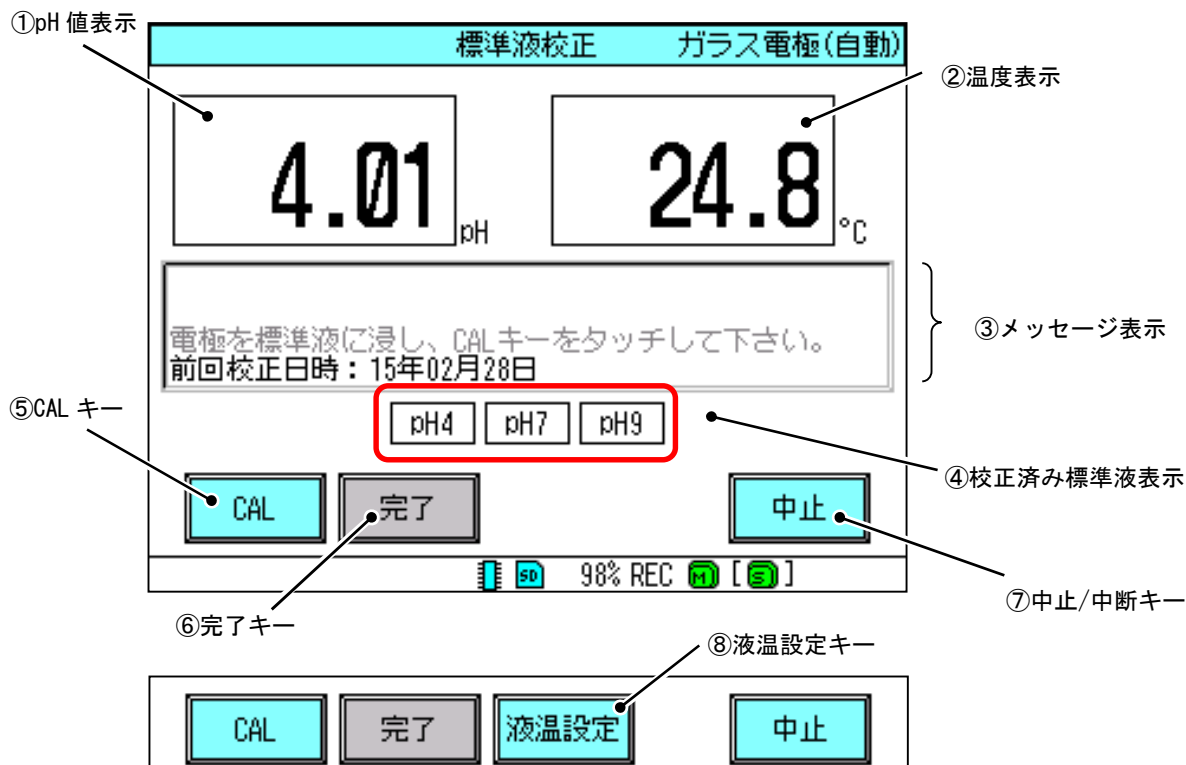 ①pH 値表示
標準液校正 ガラス電極(自動)
②温度表示
4.01 pH
24.8 °C
電極を標準液に浸し、CALキーをタッチして下さい。
前回校正日時：15年02月28日
③メッセージ表示
⑤CAL キー
pH4 pH7 pH9
④校正済み標準液表示
CAL 完了 中止
SD 98% REC M [S]
⑦中止/中断キー
⑥完了キー
⑧液温設定キー
CAL 完了 液温設定 中止